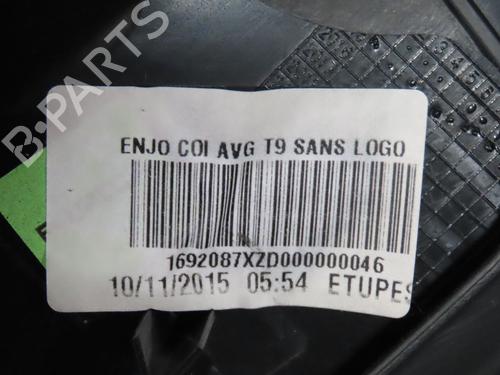 B-PARTS
ENJO COI AVG T9 SANS LOGO
1692087XZD000000046
10/11/2015 05:54 ETUPES